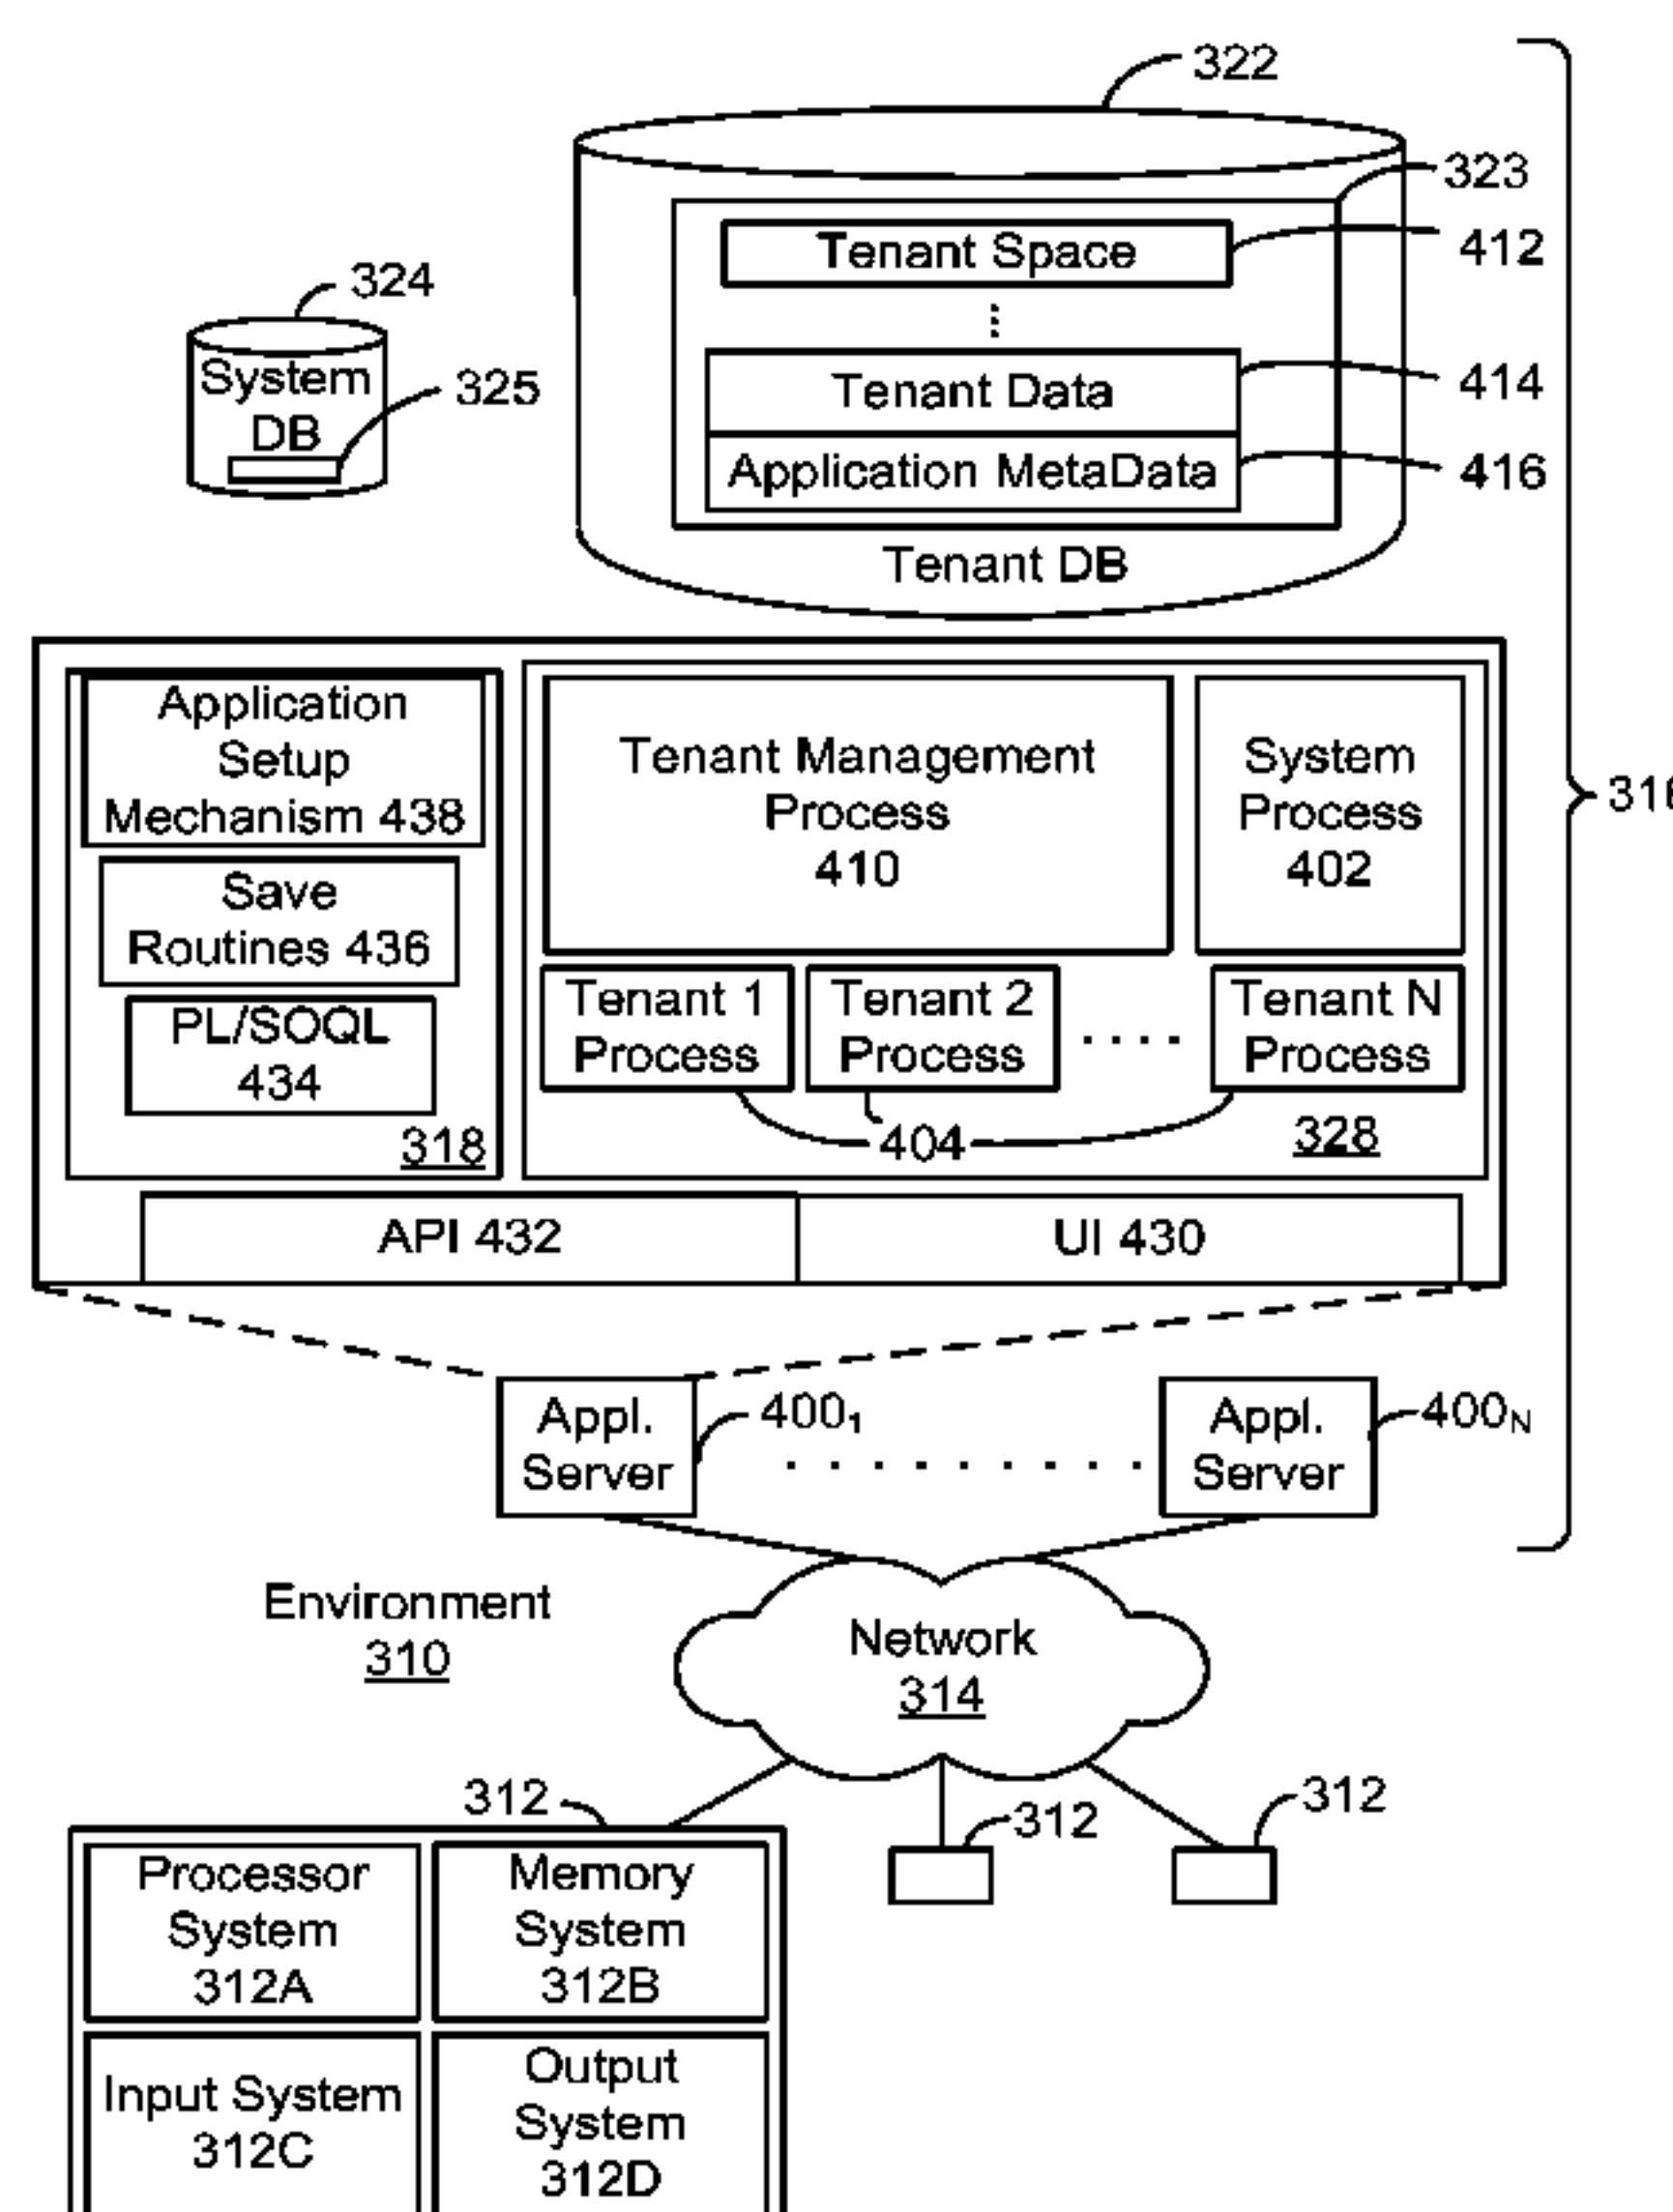 322
323
Tenant Space
412
324
System
DB
325
Tenant Data
414
Application MetaData
416
Tenant DB
Application
Setup
Mechanism 438
Tenant Management
Process
410
System
Process
402
316
Save
Routines 436
PL/SOQL
434
318
Tenant 1
Process
Tenant 2
Process
Tenant N
Process
404
328
API 432
UI 430
Appl.
Server
400₁
Appl.
Server
400N
Environment
310
Network
314
312
312
312
Processor
System
312A
Memory
System
312B
Input System
312C
Output
System
312D